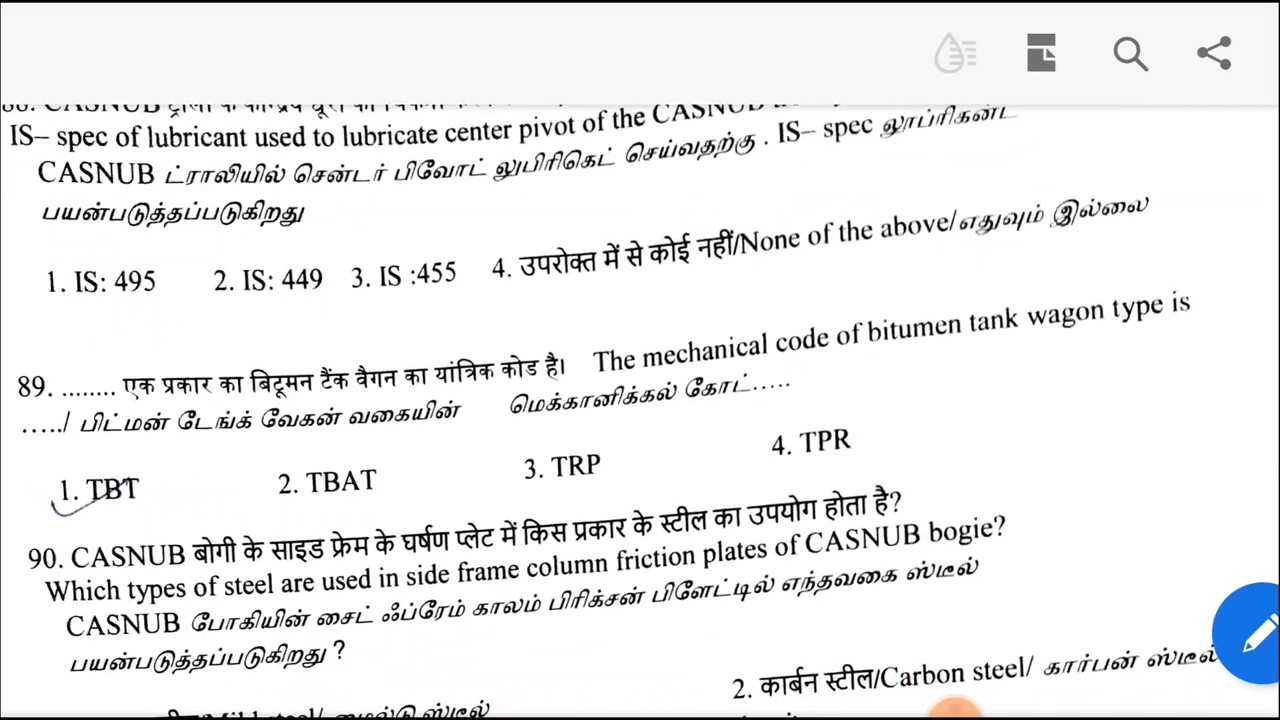 88. CASNUB ट्रॉली के
IS– spec of lubricant used to lubricate center pivot of the CASNUB
CASNUB ட்ராலியில் சென்டர் பிவோட் லுபிரிகெட் செய்வதற்கு . IS– spec லூப்ரிகன்ட்
பயன்படுத்தப்படுகிறது
1. IS: 495 2. IS: 449 3. IS :455 4. उपरोक्त में से कोई नहीं/None of the above/எதுவும் இல்லை
89. ........ एक प्रकार का बिटूमन टैंक वैगन का यांत्रिक कोड है। The mechanical code of bitumen tank wagon type is
...../ பிட்மன் டேங்க் வேகன் வகையின் மெக்கானிக்கல் கோட்.....
1. TBT 2. TBAT 3. TRP 4. TPR
90. CASNUB बोगी के साइड फ्रेम के घर्षण प्लेट में किस प्रकार के स्टील का उपयोग होता है?
Which types of steel are used in side frame column friction plates of CASNUB bogie?
CASNUB போகியின் சைட் ஃப்ரேம் காலம் பிரிக்சன் பிளேட்டில் எந்தவகை ஸ்டீல்
பயன்படுத்தப்படுகிறது ?
2. कार्बन स्टील/Carbon steel/ கார்பன் ஸ்டீல்